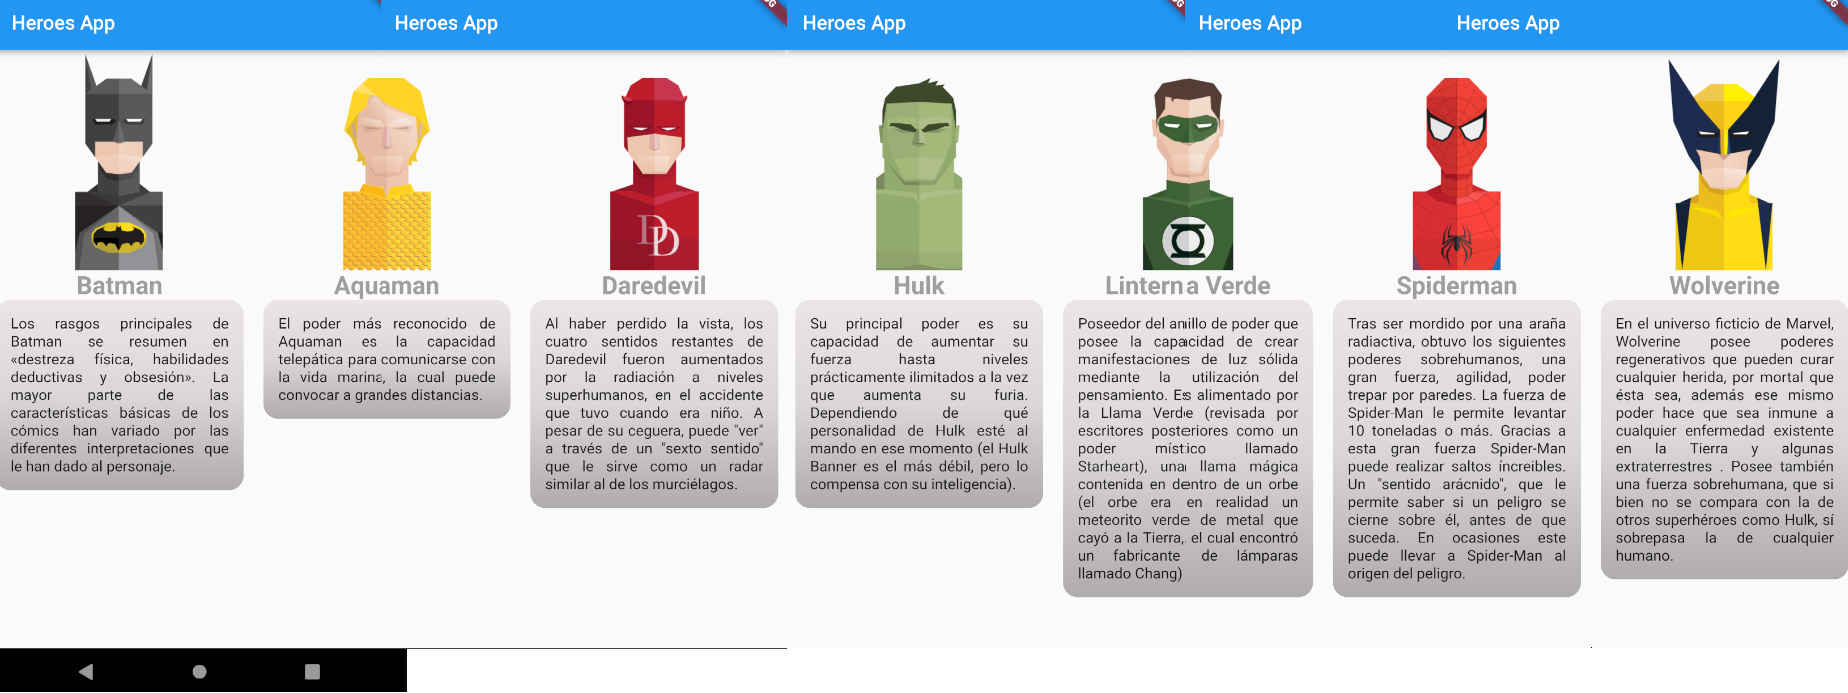 Heroes App
Heroes App
Heroes App
Heroes App
Heroes App
Batman
Los rasgos principales de
Batman se resumen en
«destreza física, habilidades
deductivas y obsesión». La
mayor parte de las
características básicas de los
cómics han variado por las
diferentes interpretaciones que
le han dado al personaje.
Aquaman
El poder más reconocido de
Aquaman es la capacidad
telepática para comunicarse con
la vida marina, la cual puede
convocar a grandes distancias.
DD
Daredevil
Al haber perdido la vista, los
cuatro sentidos restantes de
Daredevil fueron aumentados
por la radiación a niveles
superhumanos, en el accidente
que tuvo cuando era niño. A
pesar de su ceguera, puede "ver"
a través de un "sexto sentido"
que le sirve como un radar
similar al de los murciélagos.
Hulk
Su principal poder es su
capacidad de aumentar su
fuerza hasta niveles
prácticamente ilimitados a la vez
que aumenta su furia.
Dependiendo de qué
personalidad de Hulk esté al
mando en ese momento (el Hulk
Banner es el más débil, pero lo
compensa con su inteligencia).
Linterna Verde
Poseedor del anillo de poder que
posee la capacidad de crear
manifestaciones de luz sólida
mediante la utilización del
pensamiento. Es alimentado por
la Llama Verde (revisada por
escritores posteriores como un
poder místico llamado
Starheart), una llama mágica
contenida en dentro de un orbe
(el orbe era en realidad un
meteorito verde de metal que
cayó a la Tierra, el cual encontró
un fabricante de lámparas
llamado Chang)
Spiderman
Tras ser mordido por una araña
radiactiva, obtuvo los siguientes
poderes sobrehumanos, una
gran fuerza, agilidad, poder
trepar por paredes. La fuerza de
Spider-Man le permite levantar
10 toneladas o más. Gracias a
esta gran fuerza Spider-Man
puede realizar saltos íncreibles.
Un "sentido arácnido", que le
permite saber si un peligro se
cierne sobre él, antes de que
suceda. En ocasiones este
puede llevar a Spider-Man al
origen del peligro.
Wolverine
En el universo ficticio de Marvel,
Wolverine posee poderes
regenerativos que pueden curar
cualquier herida, por mortal que
ésta sea, además ese mismo
poder hace que sea inmune a
cualquier enfermedad existente
en la Tierra y algunas
extraterrestres . Posee también
una fuerza sobrehumana, que si
bien no se compara con la de
otros superhéroes como Hulk, sí
sobrepasa la de cualquier
humano.